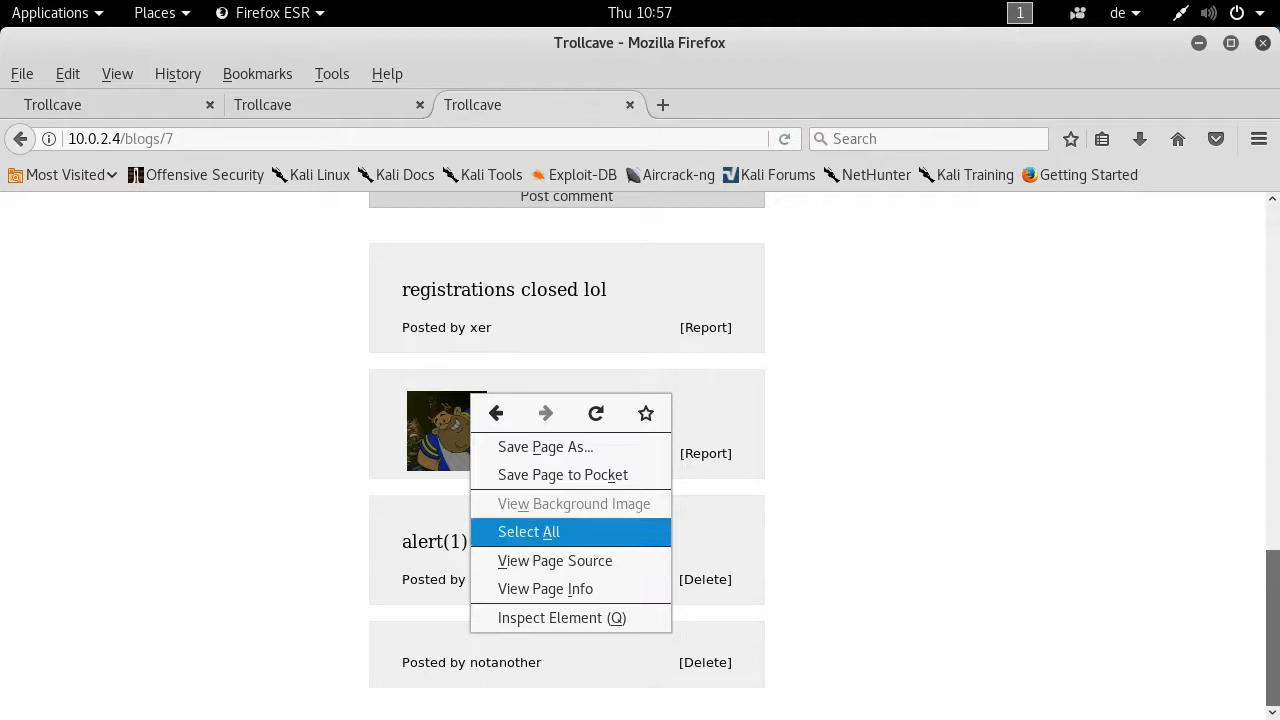 Applications Places Firefox ESR Thu 10:57 1 de
Trollcave - Mozilla Firefox
File Edit View History Bookmarks Tools Help
Trollcave Trollcave Trollcave
10.0.2.4/blogs/7 Search
Most Visited Offensive Security Kali Linux Kali Docs Kali Tools Exploit-DB Aircrack-ng Kali Forums NetHunter Kali Training Getting Started
Post comment
registrations closed lol
Posted by xer [Report]
[Report]
alert(1)
Posted by [Delete]
Posted by notanother [Delete]
Save Page As...
Save Page to Pocket
View Background Image
Select All
View Page Source
View Page Info
Inspect Element (Q)